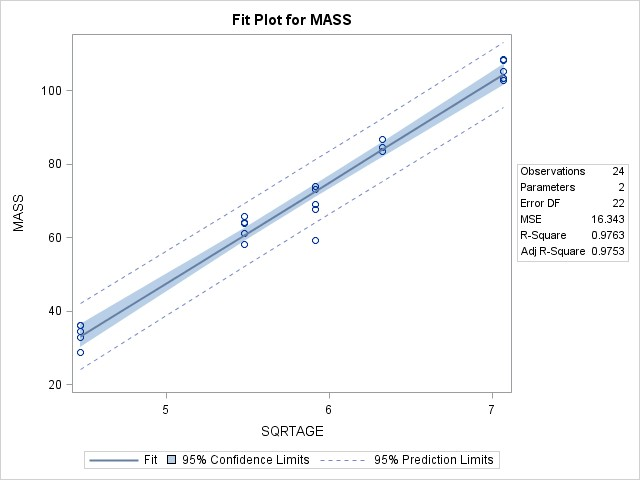 Fit Plot for MASS
100
80
60
40
20
MASS
5 6 7
SQRTAGE
Observations 24
Parameters 2
Error DF 22
MSE 16.343
R-Square 0.9763
Adj R-Square 0.9753
Fit 95% Confidence Limits 95% Prediction Limits